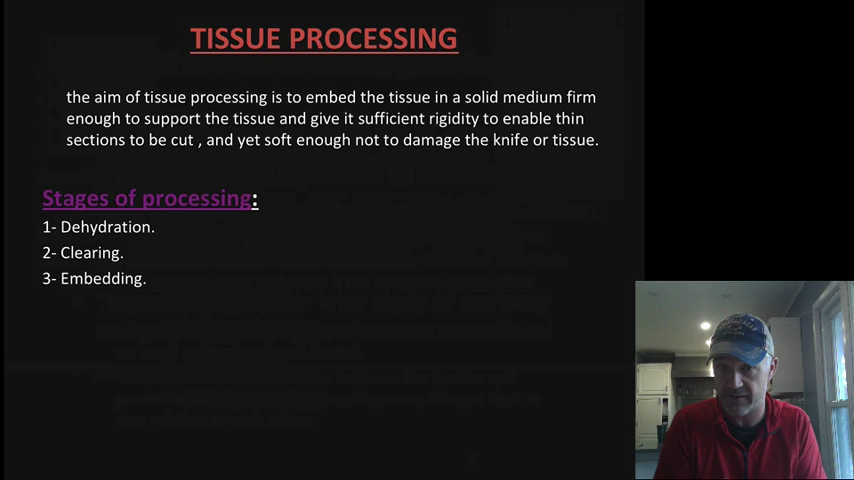 TISSUE PROCESSING
the aim of tissue processing is to embed the tissue in a solid medium firm
enough to support the tissue and give it sufficient rigidity to enable thin
sections to be cut , and yet soft enough not to damage the knife or tissue.
Stages of processing:
1- Dehydration.
2- Clearing.
3- Embedding.